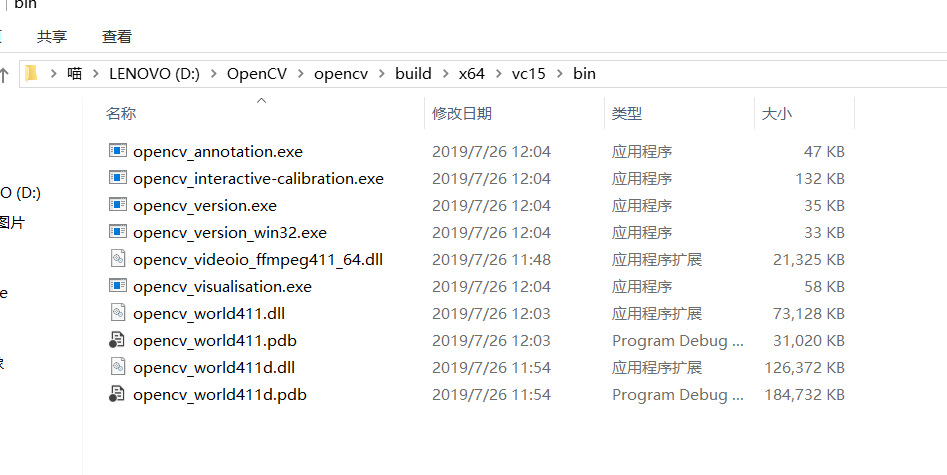 bin
共享 查看
喵 LENOVO (D:) OpenCV opencv build x64 vc15 bin
名称 修改日期 类型 大小
opencv_annotation.exe 2019/7/26 12:04 应用程序 47 KB
opencv_interactive-calibration.exe 2019/7/26 12:04 应用程序 132 KB
O (D:)
opencv_version.exe 2019/7/26 12:04 应用程序 35 KB
图片
opencv_version_win32.exe 2019/7/26 12:04 应用程序 33 KB
opencv_videoio_ffmpeg411_64.dll 2019/7/26 11:48 应用程序扩展 21,325 KB
e
opencv_visualisation.exe 2019/7/26 12:04 应用程序 58 KB
opencv_world411.dll 2019/7/26 12:03 应用程序扩展 73,128 KB
opencv_world411.pdb 2019/7/26 12:03 Program Debug ... 31,020 KB
opencv_world411d.dll 2019/7/26 11:54 应用程序扩展 126,372 KB
opencv_world411d.pdb 2019/7/26 11:54 Program Debug ... 184,732 KB